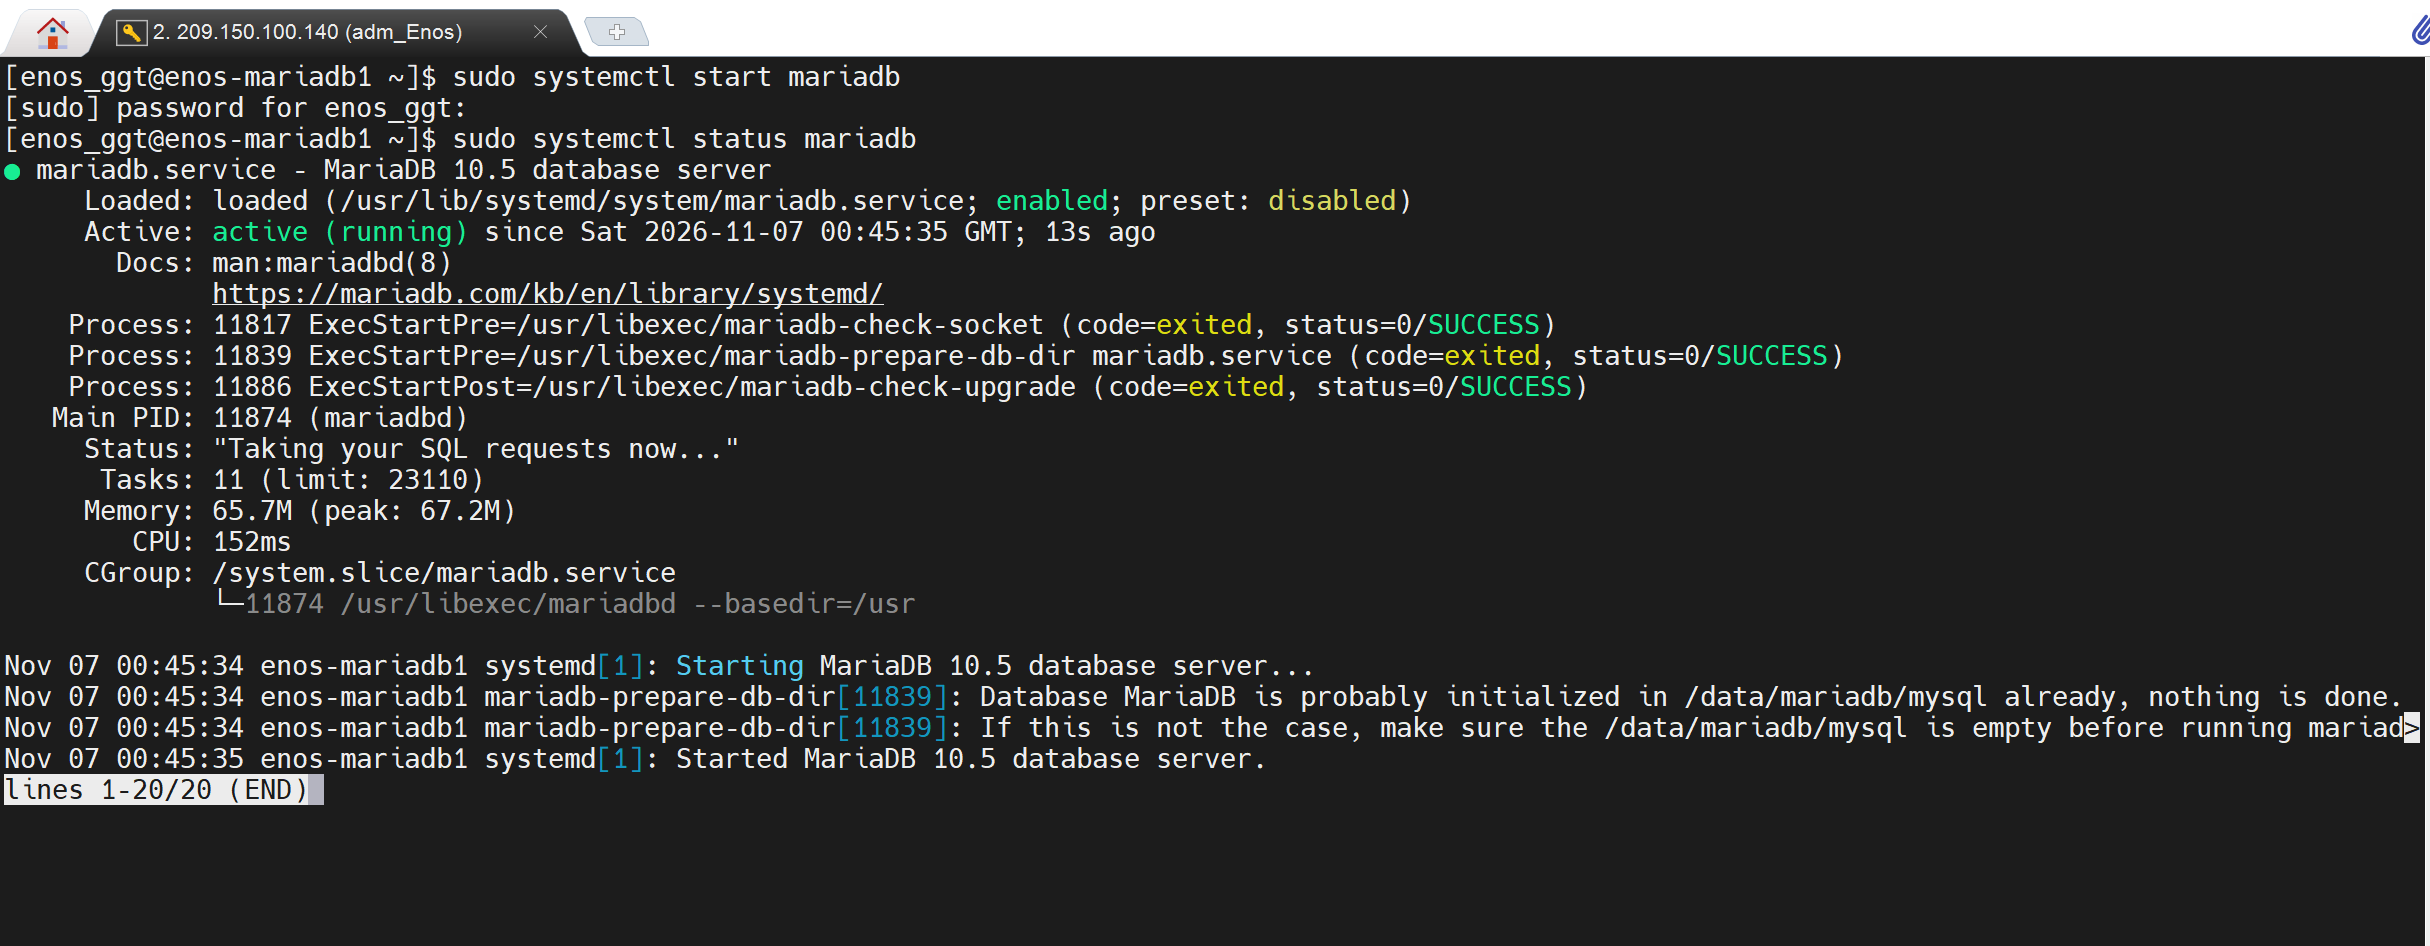 2. 209.150.100.140 (adm_Enos)
[enos_ggt@enos-mariadb1 ~]$ sudo systemctl start mariadb
[sudo] password for enos_ggt:
[enos_ggt@enos-mariadb1 ~]$ sudo systemctl status mariadb
● mariadb.service - MariaDB 10.5 database server
     Loaded: loaded (/usr/lib/systemd/system/mariadb.service; enabled; preset: disabled)
     Active: active (running) since Sat 2026-11-07 00:45:35 GMT; 13s ago
       Docs: man:mariadbd(8)
             https://mariadb.com/kb/en/library/systemd/
    Process: 11817 ExecStartPre=/usr/libexec/mariadb-check-socket (code=exited, status=0/SUCCESS)
    Process: 11839 ExecStartPre=/usr/libexec/mariadb-prepare-db-dir mariadb.service (code=exited, status=0/SUCCESS)
    Process: 11886 ExecStartPost=/usr/libexec/mariadb-check-upgrade (code=exited, status=0/SUCCESS)
   Main PID: 11874 (mariadbd)
     Status: "Taking your SQL requests now..."
      Tasks: 11 (limit: 23110)
     Memory: 65.7M (peak: 67.2M)
        CPU: 152ms
     CGroup: /system.slice/mariadb.service
             └─11874 /usr/libexec/mariadbd --basedir=/usr
Nov 07 00:45:34 enos-mariadb1 systemd[1]: Starting MariaDB 10.5 database server...
Nov 07 00:45:34 enos-mariadb1 mariadb-prepare-db-dir[11839]: Database MariaDB is probably initialized in /data/mariadb/mysql already, nothing is done.
Nov 07 00:45:34 enos-mariadb1 mariadb-prepare-db-dir[11839]: If this is not the case, make sure the /data/mariadb/mysql is empty before running mariad>
Nov 07 00:45:35 enos-mariadb1 systemd[1]: Started MariaDB 10.5 database server.
lines 1-20/20 (END)